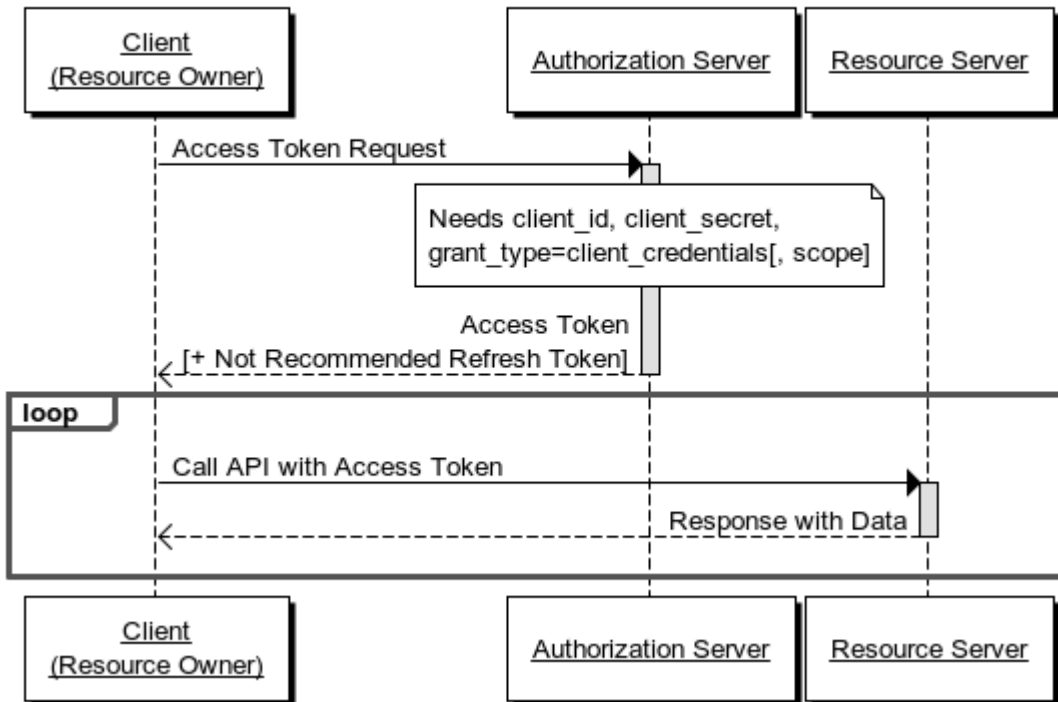 Client
(Resource Owner)
Authorization Server
Resource Server
Access Token Request
Needs client_id, client_secret,
grant_type=client_credentials[, scope]
Access Token
[+ Not Recommended Refresh Token]
loop
Call API with Access Token
Response with Data
Client
(Resource Owner)
Authorization Server
Resource Server